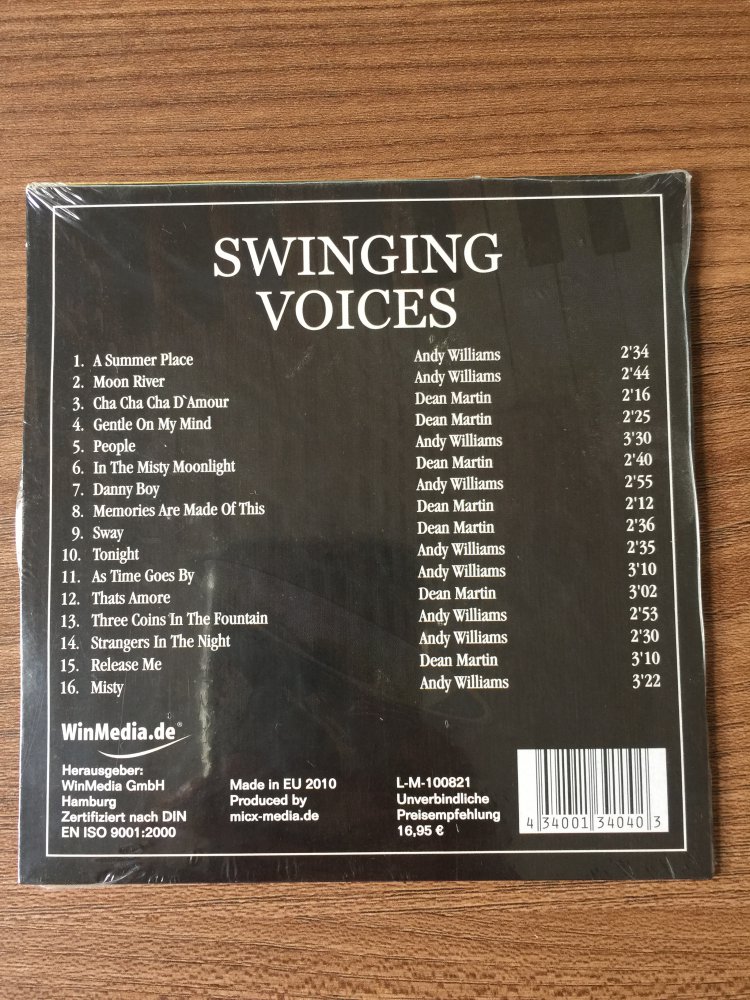 SWINGING
VOICES
1. A Summer Place Andy Williams 2'34
2. Moon River Andy Williams 2'44
3. Cha Cha Cha D`Amour Dean Martin 2'16
4. Gentle On My Mind Dean Martin 2'25
5. People Andy Williams 3'30
6. In The Misty Moonlight Dean Martin 2'40
7. Danny Boy Andy Williams 2'55
8. Memories Are Made Of This Dean Martin 2'12
9. Sway Dean Martin 2'36
10. Tonight Andy Williams 2'35
11. As Time Goes By Andy Williams 3'10
12. Thats Amore Dean Martin 3'02
13. Three Coins In The Fountain Andy Williams 2'53
14. Strangers In The Night Andy Williams 2'30
15. Release Me Dean Martin 3'10
16. Misty Andy Williams 3'22
WinMedia.de®
Herausgeber:
WinMedia GmbH
Hamburg
Zertifiziert nach DIN
EN ISO 9001:2000
Made in EU 2010
Produced by
micx-media.de
L-M-100821
Unverbindliche
Preisempfehlung
16,95 €
4 34001 34040 3